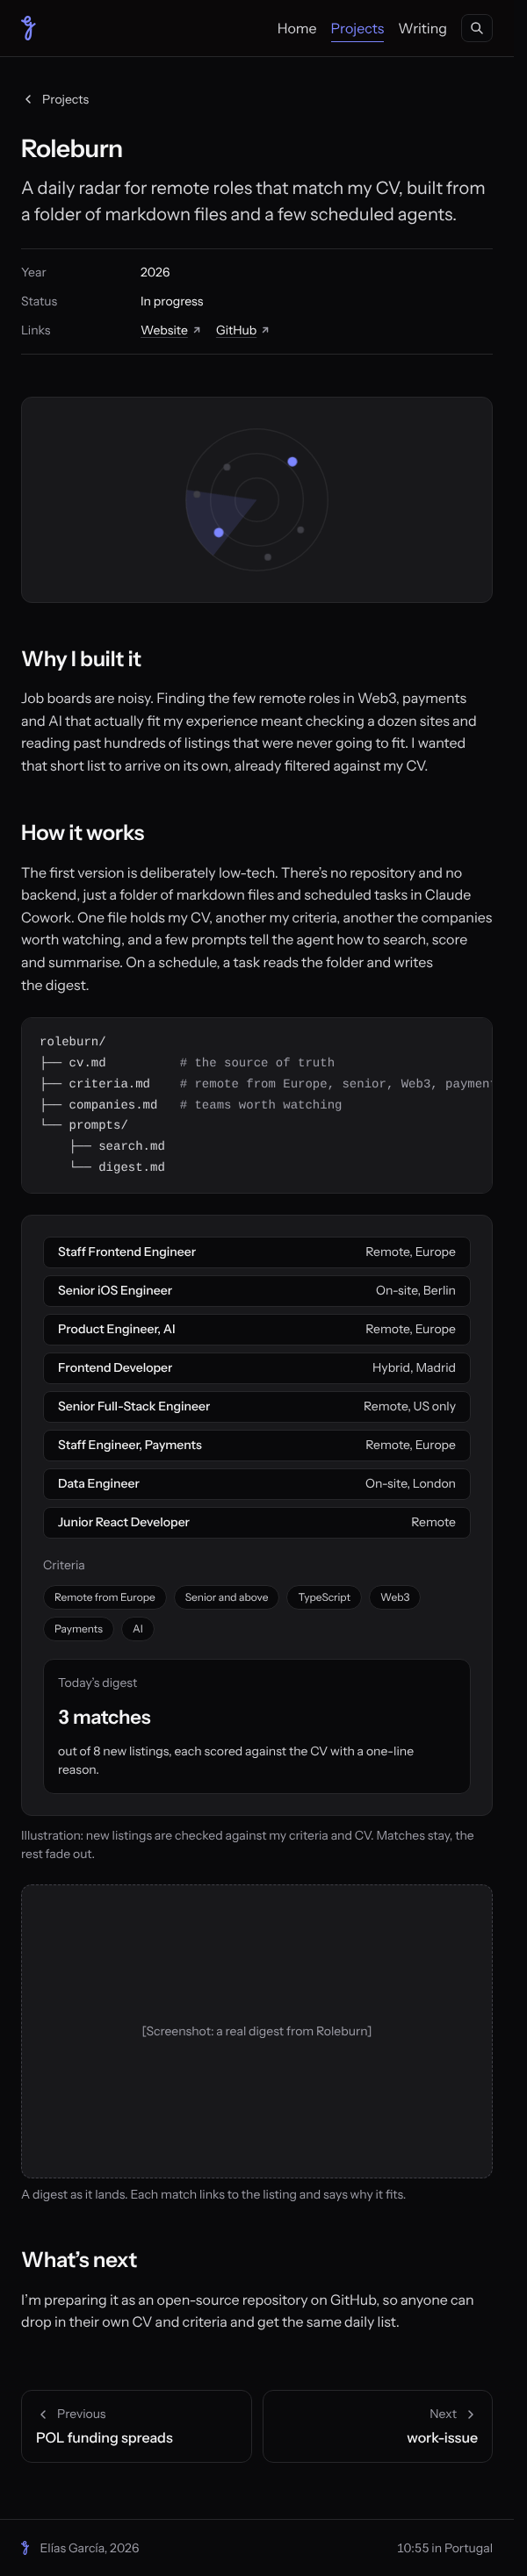 Home Projects Writing
Projects
Roleburn
A daily radar for remote roles that match my CV, built from
a folder of markdown files and a few scheduled agents.
Year 2026
Status In progress
Links Website ↗ GitHub ↗
Why I built it
Job boards are noisy. Finding the few remote roles in Web3, payments
and AI that actually fit my experience meant checking a dozen sites and
reading past hundreds of listings that were never going to fit. I wanted
that short list to arrive on its own, already filtered against my CV.
How it works
The first version is deliberately low-tech. There’s no repository and no
backend, just a folder of markdown files and scheduled tasks in Claude
Cowork. One file holds my CV, another my criteria, another the companies
worth watching, and a few prompts tell the agent how to search, score
and summarise. On a schedule, a task reads the folder and writes
the digest.
roleburn/
├── cv.md # the source of truth
├── criteria.md # remote from Europe, senior, Web3, paymen
├── companies.md # teams worth watching
└── prompts/
├── search.md
└── digest.md
Staff Frontend Engineer Remote, Europe
Senior iOS Engineer On-site, Berlin
Product Engineer, AI Remote, Europe
Frontend Developer Hybrid, Madrid
Senior Full-Stack Engineer Remote, US only
Staff Engineer, Payments Remote, Europe
Data Engineer On-site, London
Junior React Developer Remote
Criteria
Remote from Europe Senior and above TypeScript Web3
Payments AI
Today’s digest
3 matches
out of 8 new listings, each scored against the CV with a one-line
reason.
Illustration: new listings are checked against my criteria and CV. Matches stay, the
rest fade out.
[Screenshot: a real digest from Roleburn]
A digest as it lands. Each match links to the listing and says why it fits.
What’s next
I’m preparing it as an open-source repository on GitHub, so anyone can
drop in their own CV and criteria and get the same daily list.
Previous
POL funding spreads
Next
work-issue
Elías García, 2026 10:55 in Portugal